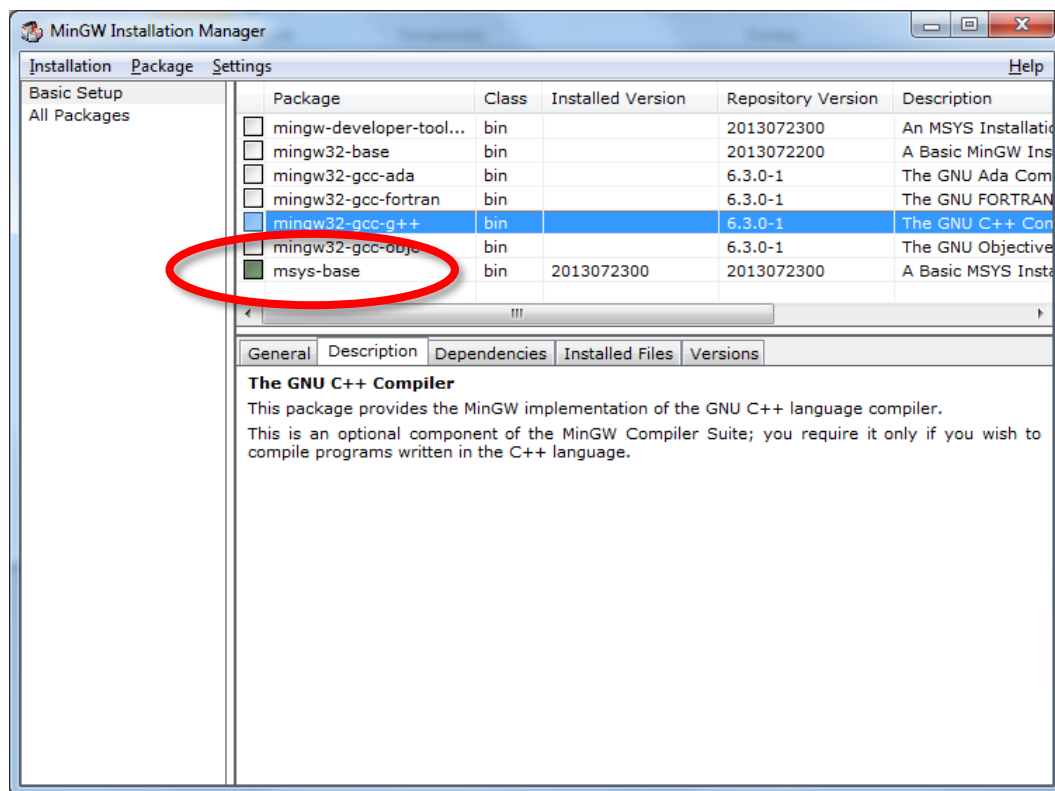 MinGW Installation Manager
Installation Package Settings Help
Basic Setup
All Packages
Package Class Installed Version Repository Version Description
mingw-developer-tool... bin 2013072300 An MSYS Installatio
mingw32-base bin 2013072200 A Basic MinGW Ins
mingw32-gcc-ada bin 6.3.0-1 The GNU Ada Com
mingw32-gcc-fortran bin 6.3.0-1 The GNU FORTRAN
mingw32-gcc-g++ bin 6.3.0-1 The GNU C++ Con
mingw32-gcc-objc bin 6.3.0-1 The GNU Objective
msys-base bin 2013072300 2013072300 A Basic MSYS Insta
General Description Dependencies Installed Files Versions
The GNU C++ Compiler
This package provides the MinGW implementation of the GNU C++ language compiler.
This is an optional component of the MinGW Compiler Suite; you require it only if you wish to
compile programs written in the C++ language.